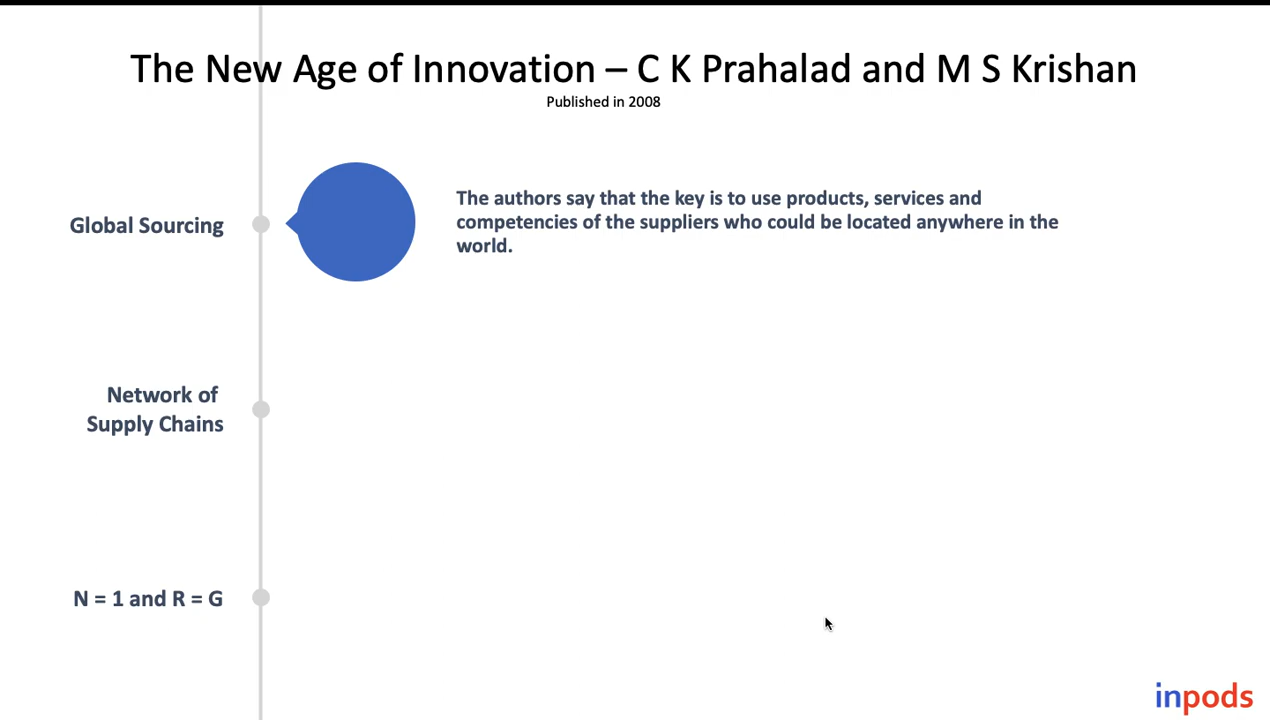 The New Age of Innovation – C K Prahalad and M S Krishan
Published in 2008
Global Sourcing
The authors say that the key is to use products, services and
competencies of the suppliers who could be located anywhere in the
world.
Network of
Supply Chains
N = 1 and R = G
inpods